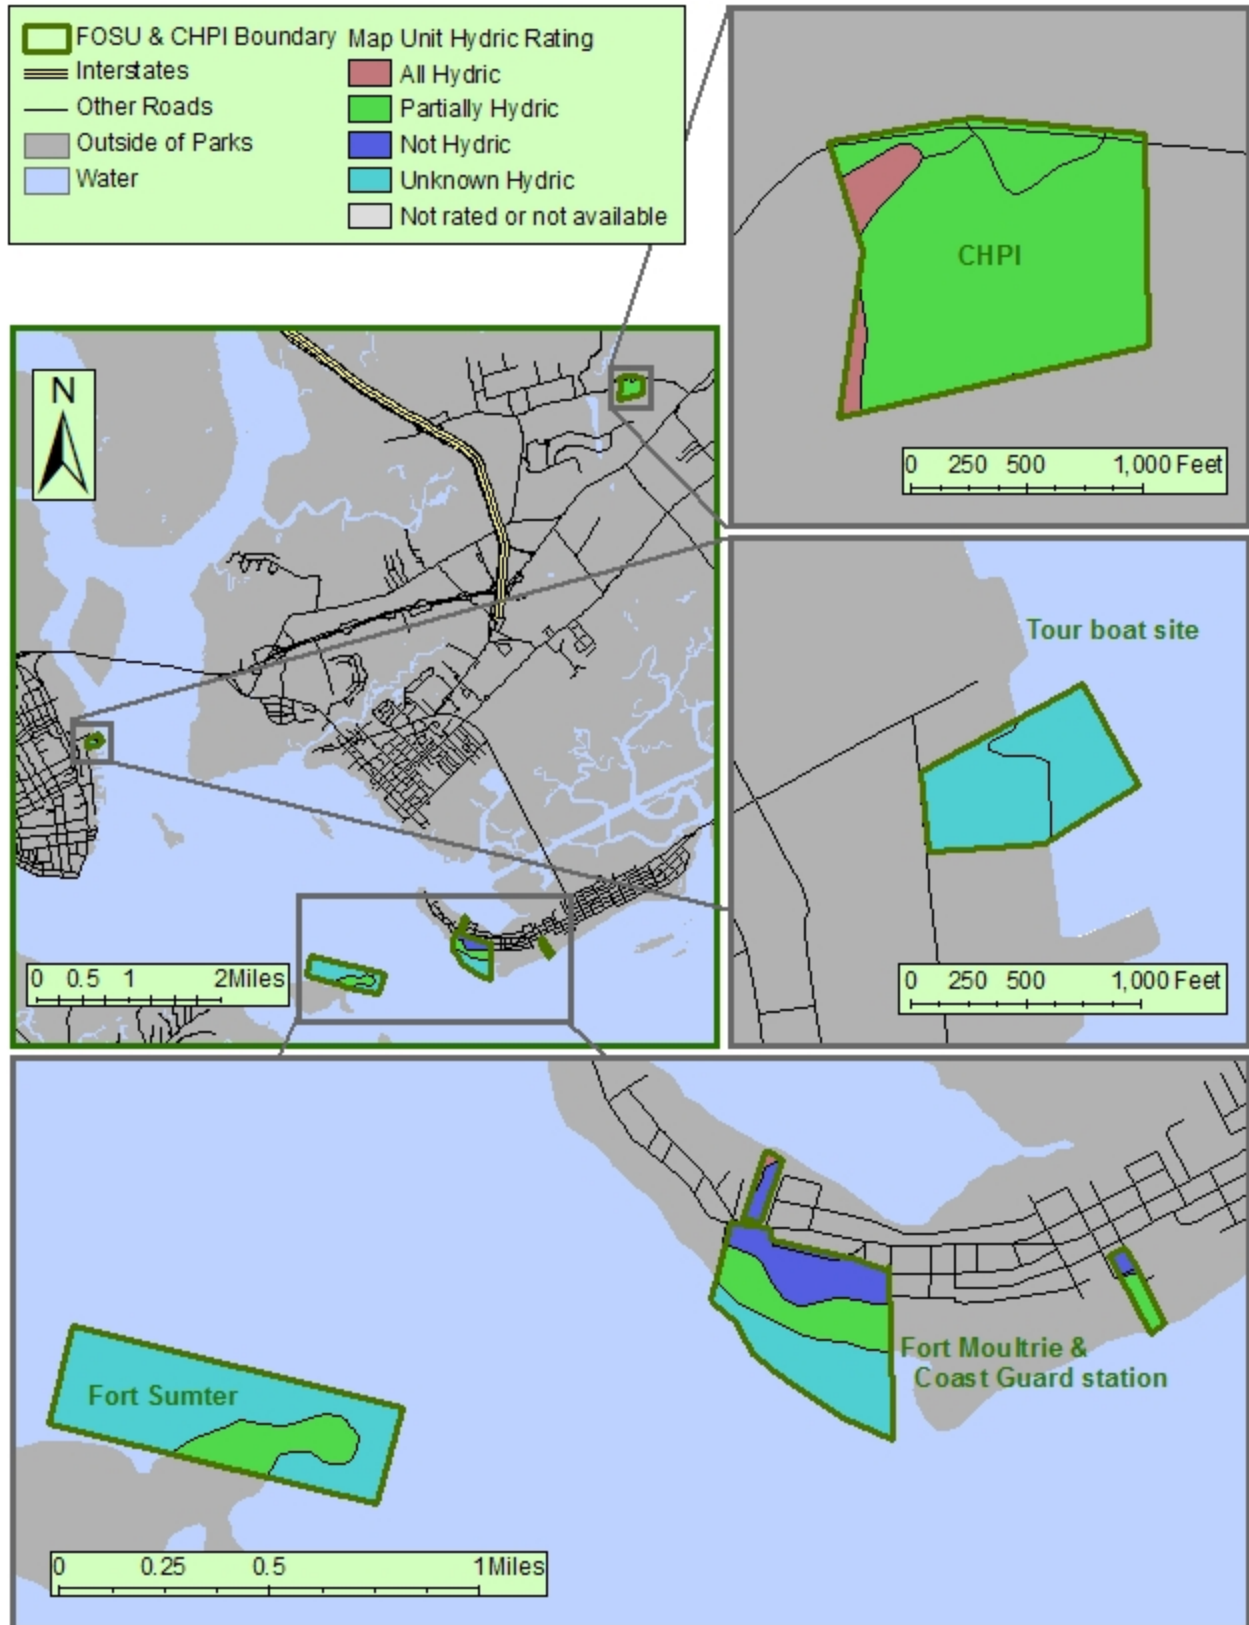 FOSU & CHPI Boundary
Interstates
Other Roads
Outside of Parks
Water
Map Unit Hydric Rating
All Hydric
Partially Hydric
Not Hydric
Unknown Hydric
Not rated or not available
CHPI
0 250 500 1,000 Feet
N
0 0.5 1 2Miles
Tour boat site
0 250 500 1,000 Feet
Fort Sumter
Fort Moultrie &
Coast Guard station
0 0.25 0.5 1Miles